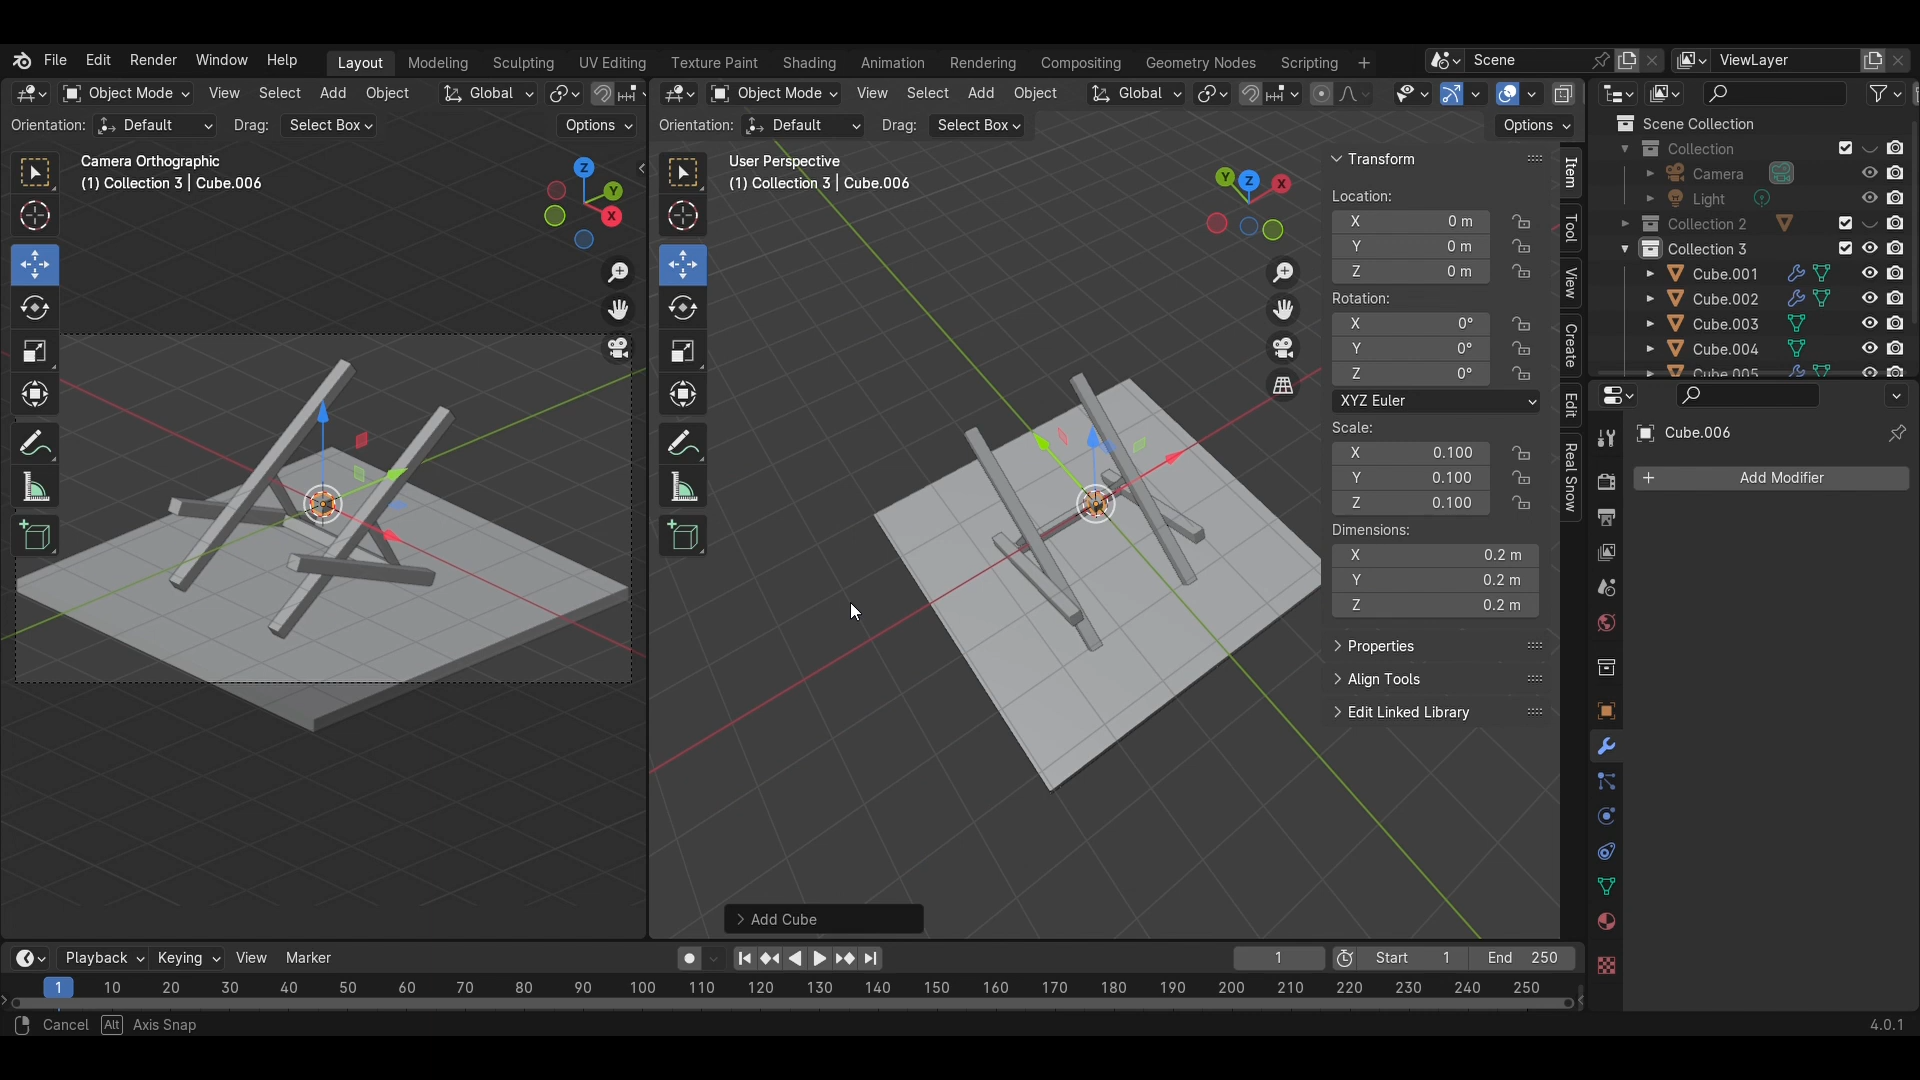 File Edit Render Window Help Layout Modeling Sculpting UV Editing Texture Paint Shading Animation Rendering Compositing Geometry Nodes Scripting + Scene ViewLayer
Object Mode View Select Add Object Global
Object Mode View Select Add Object Global
Orientation: Default Drag: Select Box Options
Orientation: Default Drag: Select Box Options
Camera Orthographic
(1) Collection 3 | Cube.006
Z
Y
X
User Perspective
(1) Collection 3 | Cube.006
Y Z X
Transform
Location:
X 0 m
Y 0 m
Z 0 m
Rotation:
X 0°
Y 0°
Z 0°
XYZ Euler
Scale:
X 0.100
Y 0.100
Z 0.100
Dimensions:
X 0.2 m
Y 0.2 m
Z 0.2 m
Properties
Align Tools
Edit Linked Library
Item
Tool
View
Create
Edit
Real Snow
Scene Collection
Collection
Camera
Light
Collection 2
Collection 3
Cube.001
Cube.002
Cube.003
Cube.004
Cube.005
Cube.006
+ Add Modifier
Add Cube
Playback Keying View Marker 1 Start 1 End 250
1 10 20 30 40 50 60 70 80 90 100 110 120 130 140 150 160 170 180 190 200 210 220 230 240 250
Cancel Alt Axis Snap 4.0.1